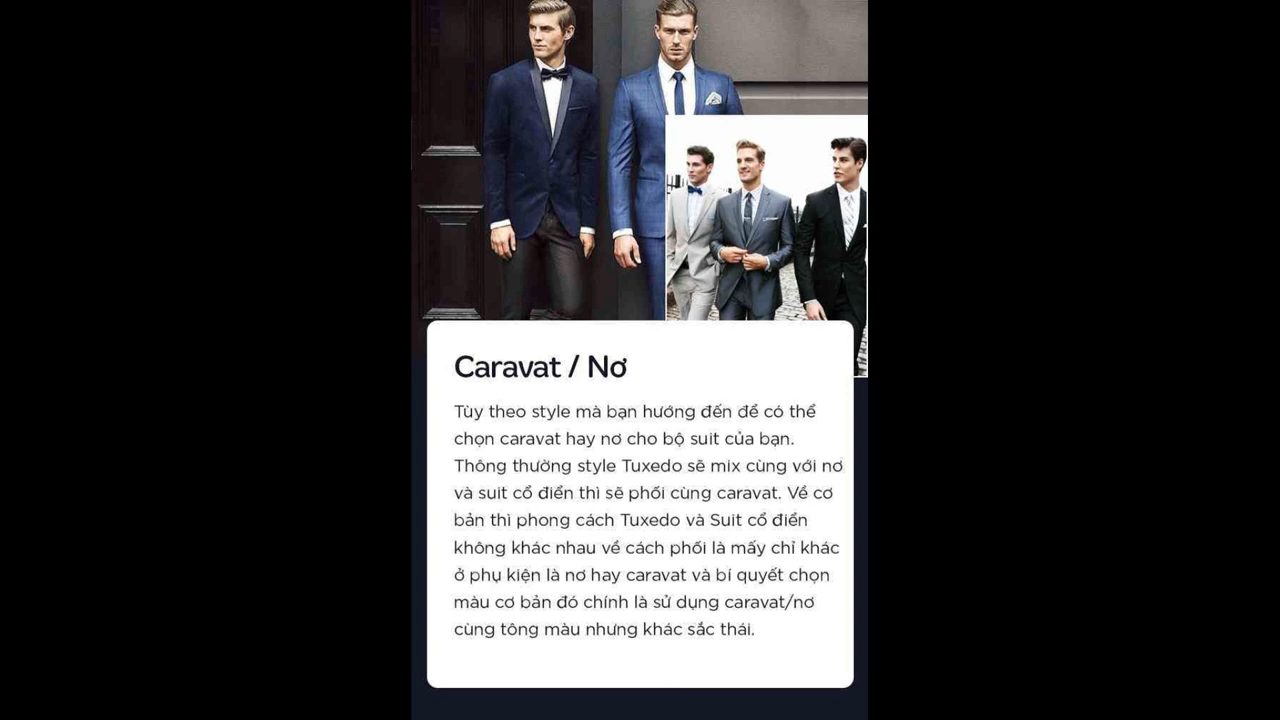 Caravat / Nơ
Tùy theo style mà bạn hướng đến để có thể
chọn caravat hay nơ cho bộ suit của bạn.
Thông thường style Tuxedo sẽ mix cùng với nơ
và suit cổ điển thì sẽ phối cùng caravat. Về cơ
bản thì phong cách Tuxedo và Suit cổ điển
không khác nhau về cách phối là mấy chỉ khác
ở phụ kiện là nơ hay caravat và bí quyết chọn
màu cơ bản đó chính là sử dụng caravat/nơ
cùng tông màu nhưng khác sắc thái.